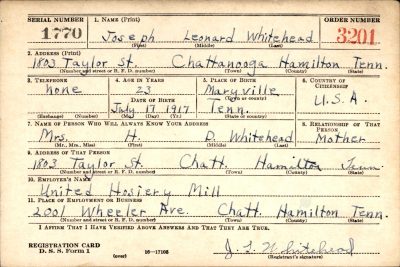 SERIAL NUMBER 1. NAME (Print) ORDER NUMBER
1770 Joseph Leonard Whitehead 3201
(First) (Middle) (Last)
2. ADDRESS (Print)
1803 Taylor St. Chattanooga Hamilton Tenn.
(Number and street or R. F. D. number) (Town) (County) (State)
3. TELEPHONE 4. AGE IN YEARS 5. PLACE OF BIRTH 6. COUNTRY OF CITIZENSHIP
None 23 Maryville
DATE OF BIRTH (Town or county)
July 17 1917 Tenn. U.S.A.
(Exchange) (Number) (Mo.) (Day) (Yr.) (State or country)
7. NAME OF PERSON WHO WILL ALWAYS KNOW YOUR ADDRESS 8. RELATIONSHIP OF THAT PERSON
Mrs. H. D. Whitehead Mother
(Mr., Mrs., Miss) (First) (Middle) (Last)
9. ADDRESS OF THAT PERSON
1803 Taylor St. Chatt. Hamilton Tenn.
(Number and street or R. F. D. number) (Town) (County) (State)
10. EMPLOYER'S NAME
United Hosiery Mill
11. PLACE OF EMPLOYMENT OR BUSINESS
2001 Wheeler Ave. Chatt. Hamilton Tenn.
(Number and street or R. F. D. number) (Town) (County) (State)
I AFFIRM THAT I HAVE VERIFIED ABOVE ANSWERS AND THAT THEY ARE TRUE.
REGISTRATION CARD J. L. Whitehead
D. S. S. Form 1 (over) 16-17105 (Registrant's signature)